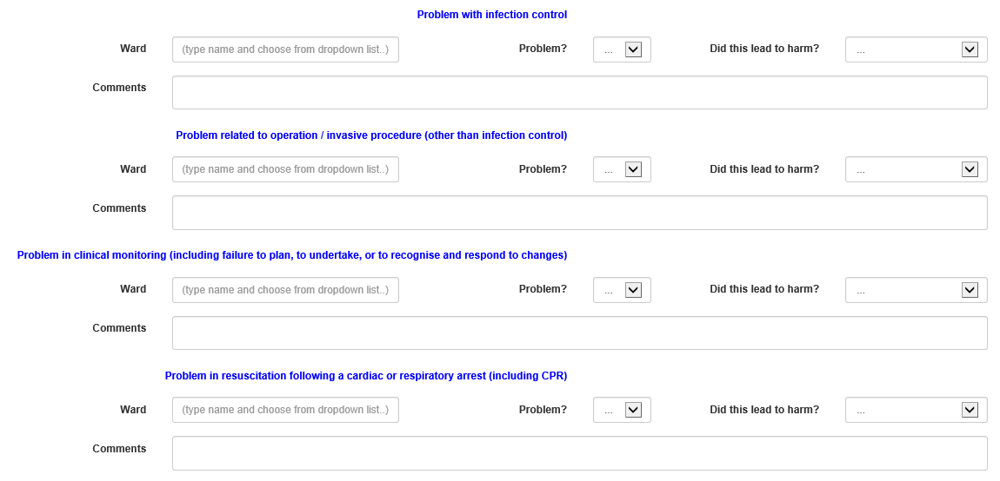 Problem with infection control
Ward (type name and choose from dropdown list..) Problem? ... Did this lead to harm? ...
Comments
Problem related to operation / invasive procedure (other than infection control)
Ward (type name and choose from dropdown list..) Problem? ... Did this lead to harm? ...
Comments
Problem in clinical monitoring (including failure to plan, to undertake, or to recognise and respond to changes)
Ward (type name and choose from dropdown list..) Problem? ... Did this lead to harm? ...
Comments
Problem in resuscitation following a cardiac or respiratory arrest (including CPR)
Ward (type name and choose from dropdown list..) Problem? ... Did this lead to harm? ...
Comments